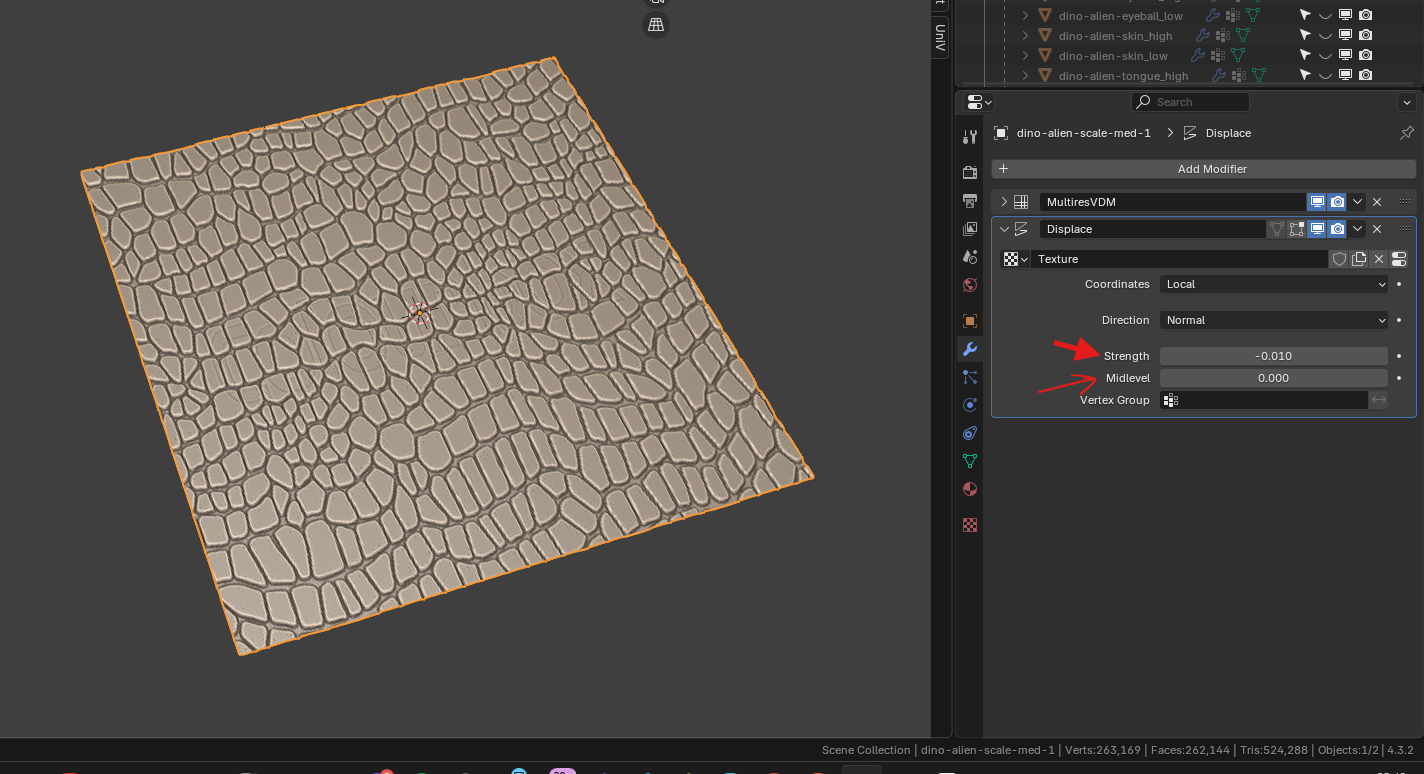 UniV
dino-alien-eyeball_low
dino-alien-skin_high
dino-alien-skin_low
dino-alien-tongue_high
Search
dino-alien-scale-med-1 > Displace
+ Add Modifier
MultiresVDM
Displace
Texture
Coordinates Local
Direction Normal
Strength -0.010
Midlevel 0.000
Vertex Group
Scene Collection | dino-alien-scale-med-1 | Verts:263,169 | Faces:262,144 | Tris:524,288 | Objects:1/2 | 4.3.2